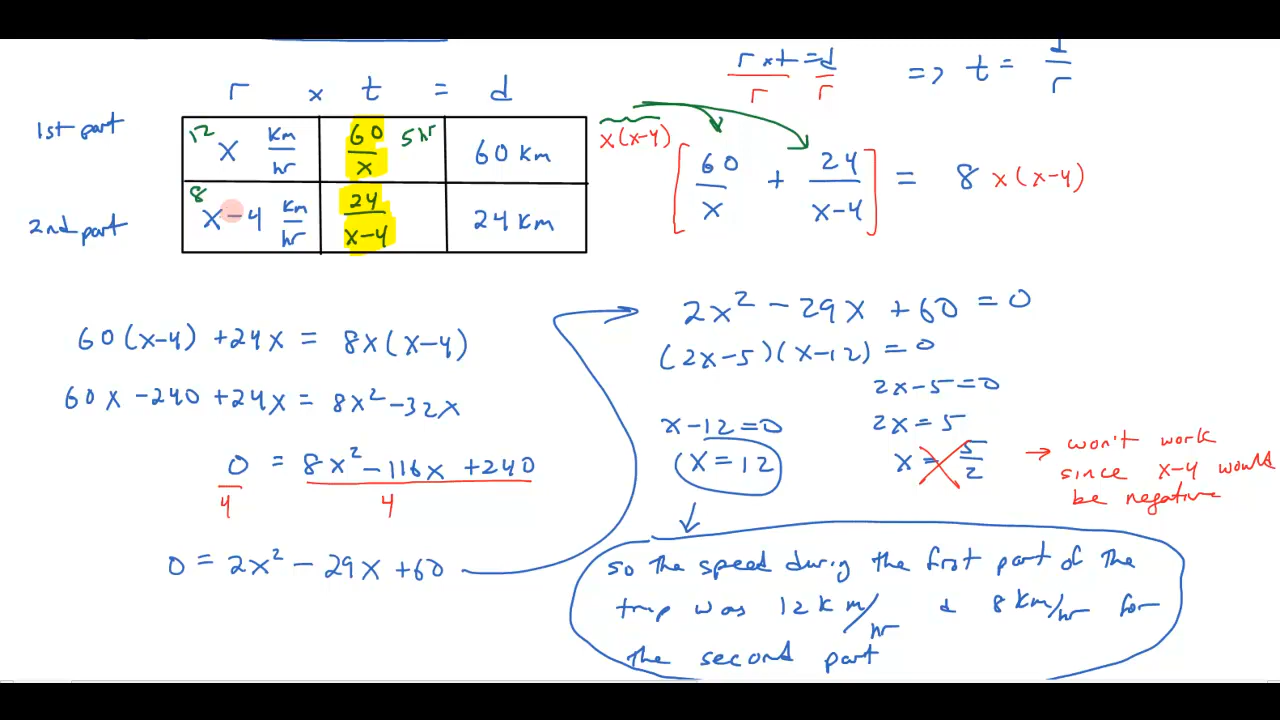 r × t = d
r × t = d
r r
=> t = d/r
1st part
12 x km/hr
60/x 5 hr
60 km
2nd part
8 x-4 km/hr
24/x-4
24 km
x(x-4) [60/x + 24/x-4] = 8 x(x-4)
60(x-4) + 24x = 8x(x-4)
60x - 240 + 24x = 8x² - 32x
0 = 8x² - 116x + 240
4 4
0 = 2x² - 29x + 60
2x² - 29x + 60 = 0
(2x-5)(x-12) = 0
x-12=0
x=12
2x-5=0
2x=5
x = 5/2
→ won't work
since x-4 would
be negative
so the speed during the first part of the
trip was 12 km/hr & 8 km/hr for
the second part